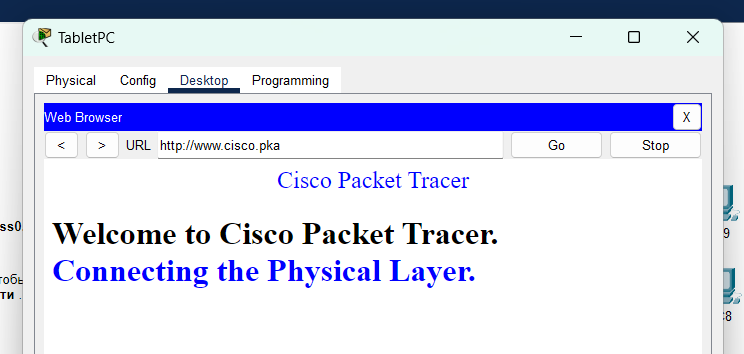 TabletPC
Physical Config Desktop Programming
Web Browser X
< > URL http://www.cisco.pka Go Stop
Cisco Packet Tracer
Welcome to Cisco Packet Tracer.
Connecting the Physical Layer.
ss0
9
тобы
ти .
C8